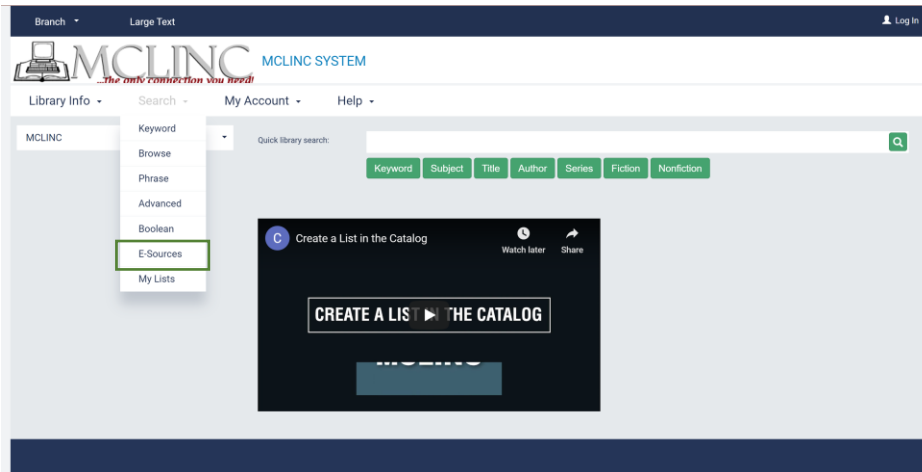 Branch
Large Text
Log In
MCLINC
...the only connection you need!
MCLINC SYSTEM
Library Info
Search
My Account
Help
MCLINC
Keyword
Browse
Phrase
Advanced
Boolean
E-Sources
My Lists
Quick library search:
Keyword Subject Title Author Series Fiction Nonfiction
C Create a List in the Catalog
Watch later
Share
CREATE A LIST IN THE CATALOG
MCLINC